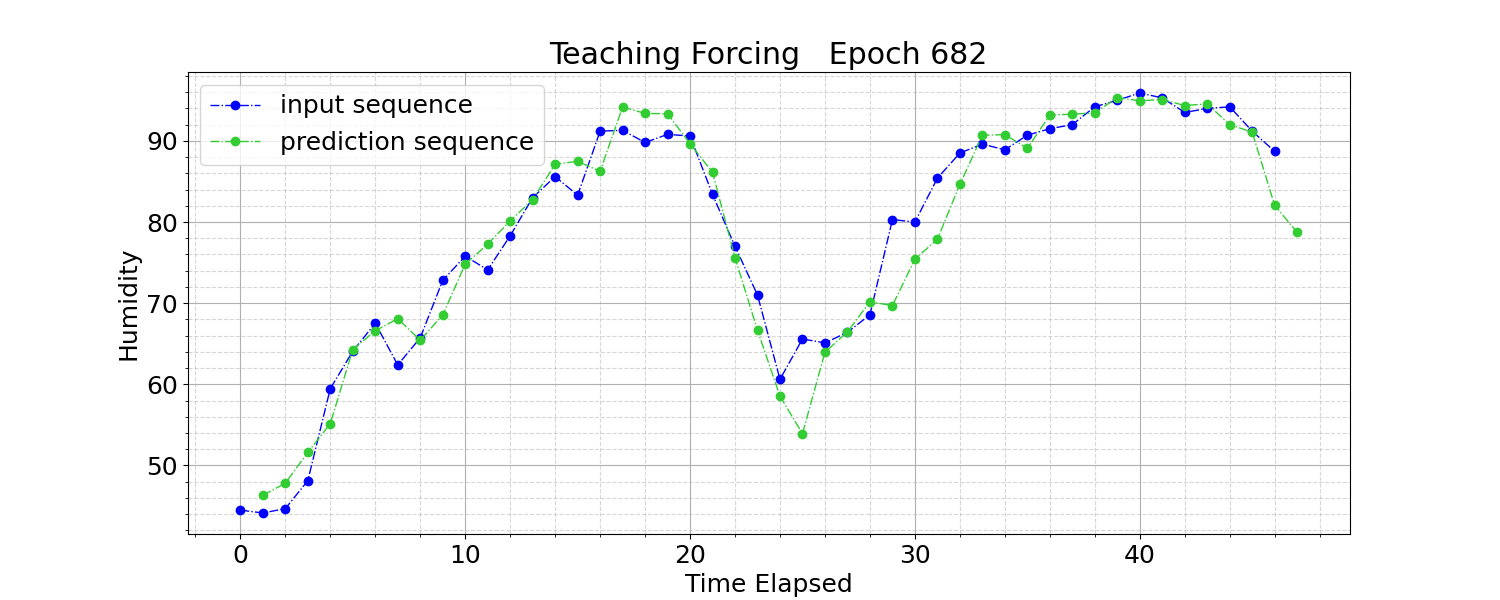 Teaching Forcing   Epoch 682
input sequence
prediction sequence
Humidity
90
80
70
60
50
0 10 20 30 40
Time Elapsed